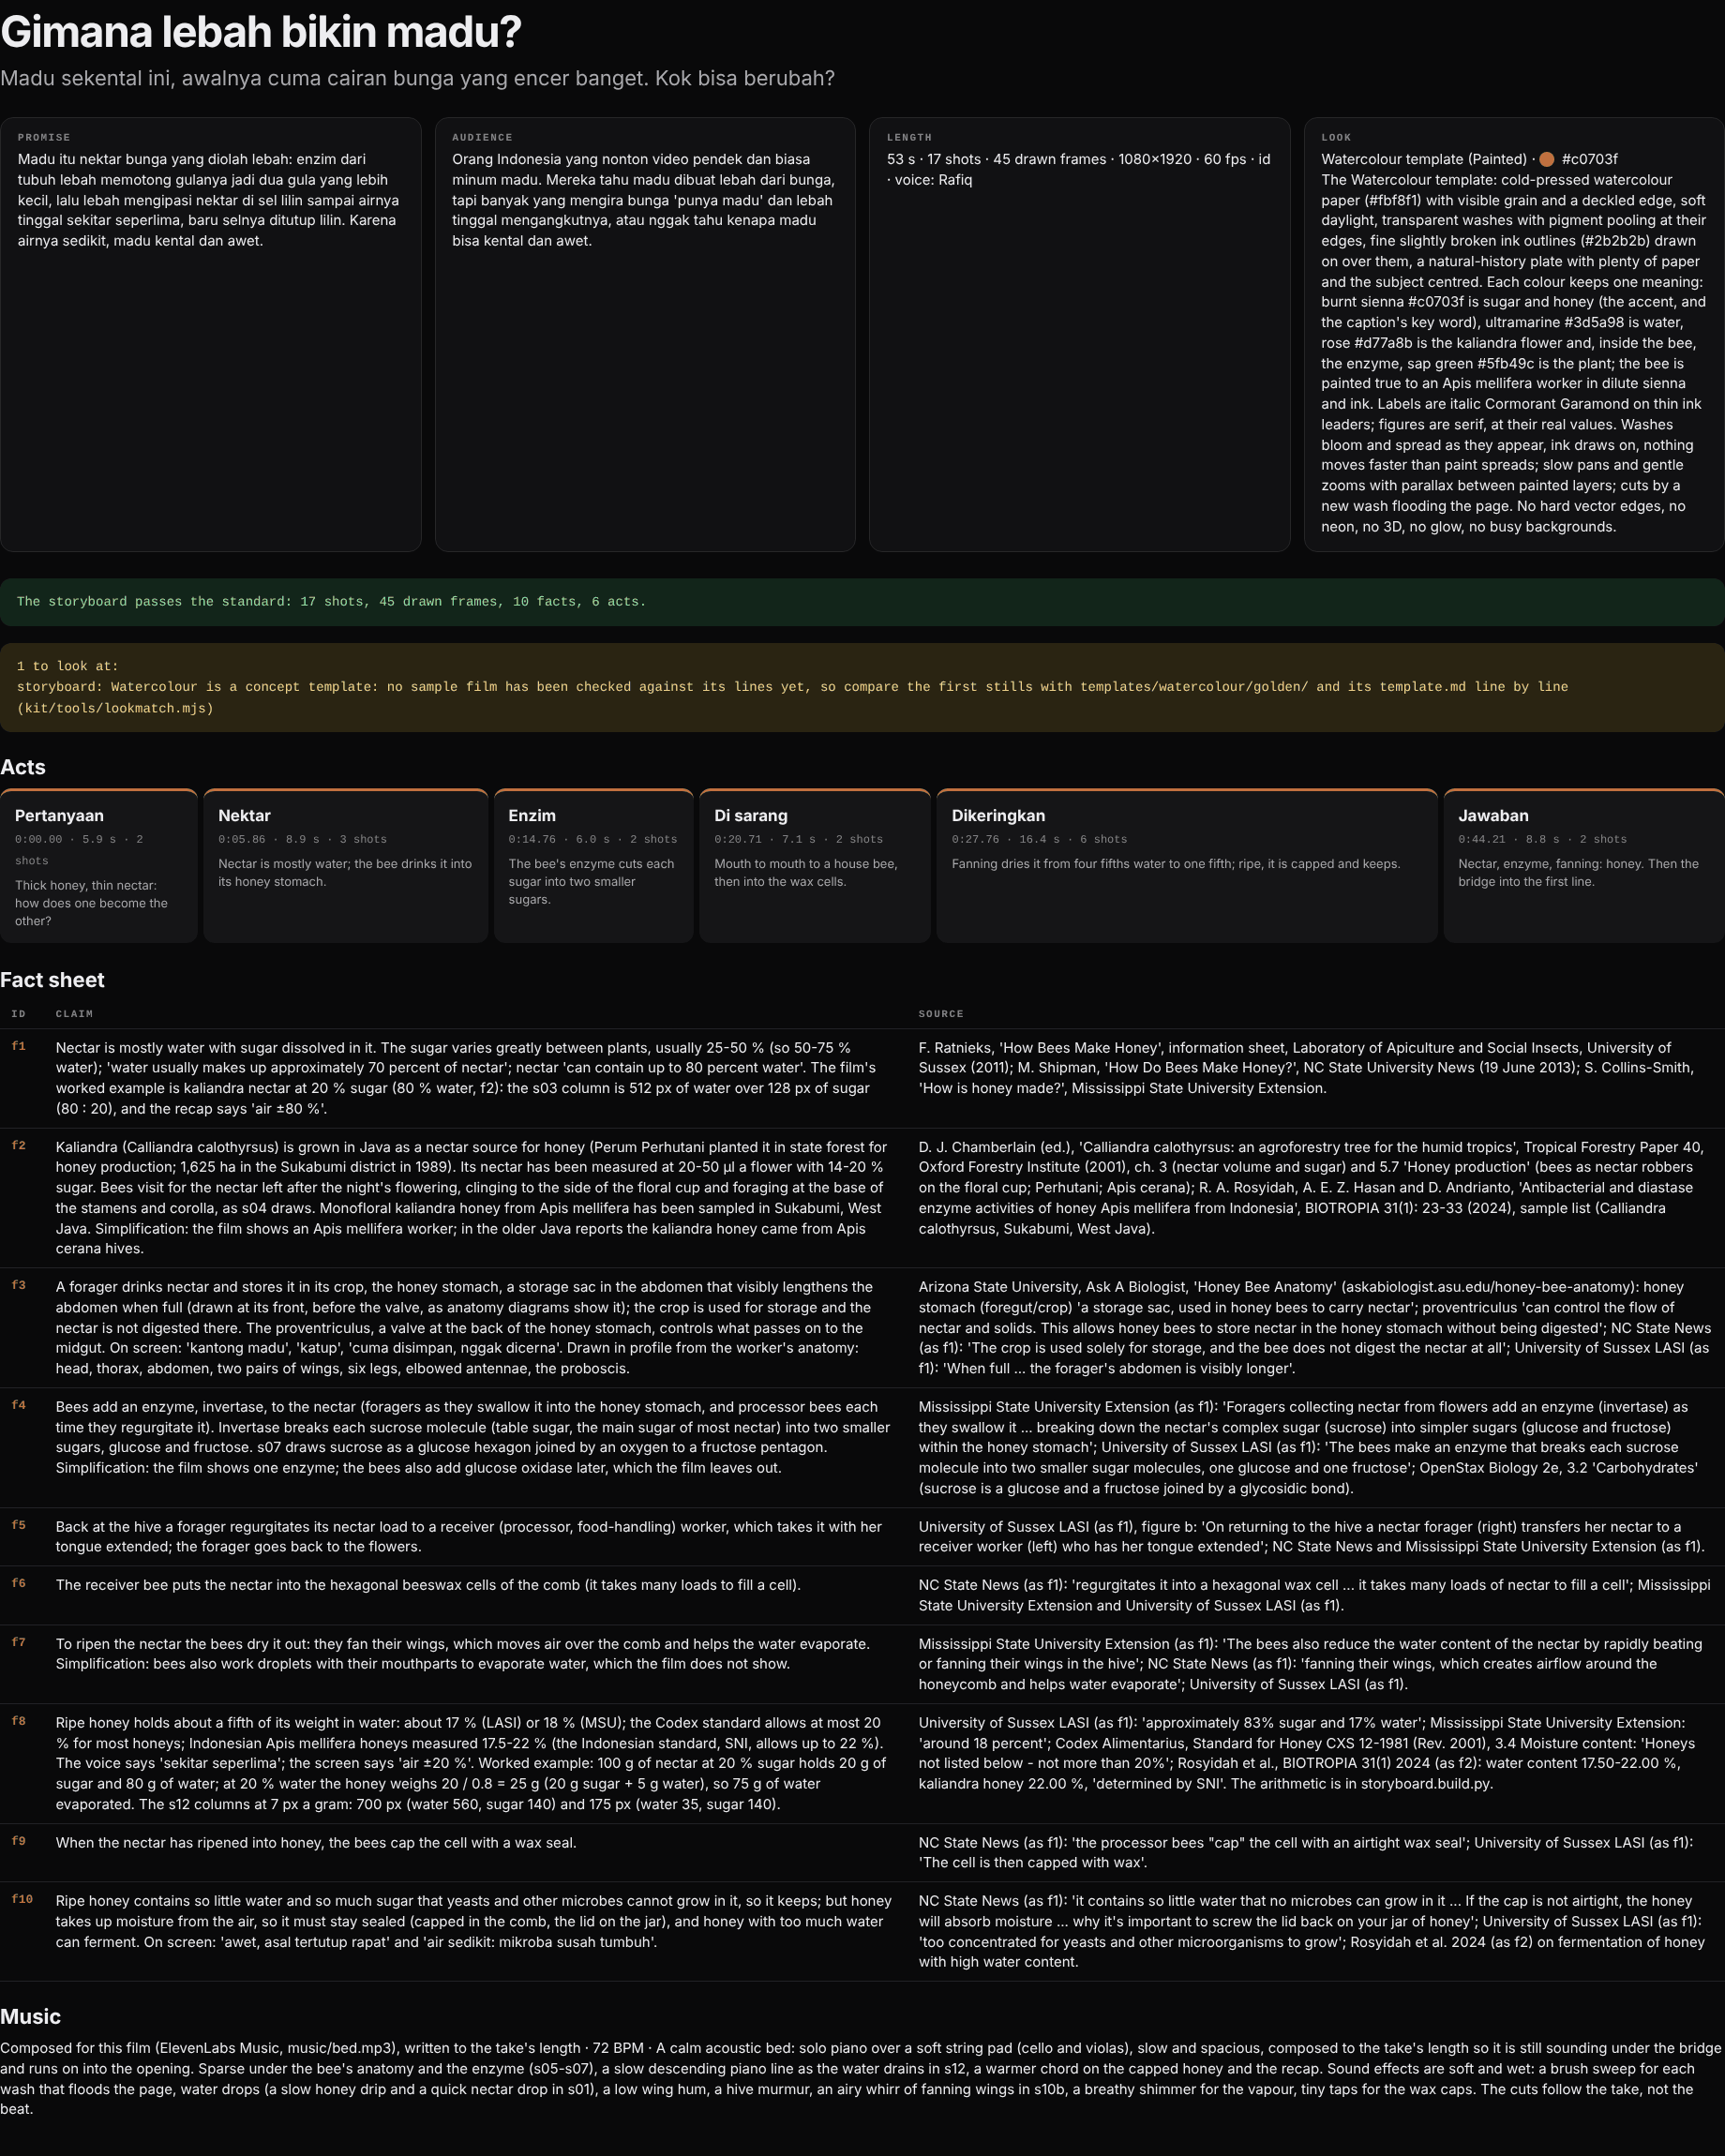 Gimana lebah bikin madu?
Madu sekental ini, awalnya cuma cairan bunga yang encer banget. Kok bisa berubah?
PROMISE
Madu itu nektar bunga yang diolah lebah: enzim dari
tubuh lebah memotong gulanya jadi dua gula yang lebih
kecil, lalu lebah mengipasi nektar di sel lilin sampai airnya
tinggal sekitar seperlima, baru selnya ditutup lilin. Karena
airnya sedikit, madu kental dan awet.
AUDIENCE
Orang Indonesia yang nonton video pendek dan biasa
minum madu. Mereka tahu madu dibuat lebah dari bunga,
tapi banyak yang mengira bunga 'punya madu' dan lebah
tinggal mengangkutnya, atau nggak tahu kenapa madu
bisa kental dan awet.
LENGTH
53 s · 17 shots · 45 drawn frames · 1080×1920 · 60 fps · id
· voice: Rafiq
LOOK
Watercolour template (Painted) · #c0703f
The Watercolour template: cold-pressed watercolour
paper (#fbf8f1) with visible grain and a deckled edge, soft
daylight, transparent washes with pigment pooling at their
edges, fine slightly broken ink outlines (#2b2b2b) drawn
on over them, a natural-history plate with plenty of paper
and the subject centred. Each colour keeps one meaning:
burnt sienna #c0703f is sugar and honey (the accent, and
the caption's key word), ultramarine #3d5a98 is water,
rose #d77a8b is the kaliandra flower and, inside the bee,
the enzyme, sap green #5fb49c is the plant; the bee is
painted true to an Apis mellifera worker in dilute sienna
and ink. Labels are italic Cormorant Garamond on thin ink
leaders; figures are serif, at their real values. Washes
bloom and spread as they appear, ink draws on, nothing
moves faster than paint spreads; slow pans and gentle
zooms with parallax between painted layers; cuts by a
new wash flooding the page. No hard vector edges, no
neon, no 3D, no glow, no busy backgrounds.
The storyboard passes the standard: 17 shots, 45 drawn frames, 10 facts, 6 acts.
1 to look at:
storyboard: Watercolour is a concept template: no sample film has been checked against its lines yet, so compare the first stills with templates/watercolour/golden/ and its template.md line by line
(kit/tools/lookmatch.mjs)
Acts
Pertanyaan
0:00.00 · 5.9 s · 2
shots
Thick honey, thin nectar:
how does one become the
other?
Nektar
0:05.86 · 8.9 s · 3 shots
Nectar is mostly water; the bee drinks it into
its honey stomach.
Enzim
0:14.76 · 6.0 s · 2 shots
The bee's enzyme cuts each
sugar into two smaller
sugars.
Di sarang
0:20.71 · 7.1 s · 2 shots
Mouth to mouth to a house bee,
then into the wax cells.
Dikeringkan
0:27.76 · 16.4 s · 6 shots
Fanning dries it from four fifths water to one fifth; ripe, it is capped and keeps.
Jawaban
0:44.21 · 8.8 s · 2 shots
Nectar, enzyme, fanning: honey. Then the
bridge into the first line.
Fact sheet
ID CLAIM SOURCE
f1
Nectar is mostly water with sugar dissolved in it. The sugar varies greatly between plants, usually 25-50 % (so 50-75 %
water); 'water usually makes up approximately 70 percent of nectar'; nectar 'can contain up to 80 percent water'. The film's
worked example is kaliandra nectar at 20 % sugar (80 % water, f2): the s03 column is 512 px of water over 128 px of sugar
(80 : 20), and the recap says 'air ±80 %'.
F. Ratnieks, 'How Bees Make Honey', information sheet, Laboratory of Apiculture and Social Insects, University of
Sussex (2011); M. Shipman, 'How Do Bees Make Honey?', NC State University News (19 June 2013); S. Collins-Smith,
'How is honey made?', Mississippi State University Extension.
f2
Kaliandra (Calliandra calothyrsus) is grown in Java as a nectar source for honey (Perum Perhutani planted it in state forest for
honey production; 1,625 ha in the Sukabumi district in 1989). Its nectar has been measured at 20-50 µl a flower with 14-20 %
sugar. Bees visit for the nectar left after the night's flowering, clinging to the side of the floral cup and foraging at the base of
the stamens and corolla, as s04 draws. Monofloral kaliandra honey from Apis mellifera has been sampled in Sukabumi, West
Java. Simplification: the film shows an Apis mellifera worker; in the older Java reports the kaliandra honey came from Apis
cerana hives.
D. J. Chamberlain (ed.), 'Calliandra calothyrsus: an agroforestry tree for the humid tropics', Tropical Forestry Paper 40,
Oxford Forestry Institute (2001), ch. 3 (nectar volume and sugar) and 5.7 'Honey production' (bees as nectar robbers
on the floral cup; Perhutani; Apis cerana); R. A. Rosyidah, A. E. Z. Hasan and D. Andrianto, 'Antibacterial and diastase
enzyme activities of honey Apis mellifera from Indonesia', BIOTROPIA 31(1): 23-33 (2024), sample list (Calliandra
calothyrsus, Sukabumi, West Java).
f3
A forager drinks nectar and stores it in its crop, the honey stomach, a storage sac in the abdomen that visibly lengthens the
abdomen when full (drawn at its front, before the valve, as anatomy diagrams show it); the crop is used for storage and the
nectar is not digested there. The proventriculus, a valve at the back of the honey stomach, controls what passes on to the
midgut. On screen: 'kantong madu', 'katup', 'cuma disimpan, nggak dicerna'. Drawn in profile from the worker's anatomy:
head, thorax, abdomen, two pairs of wings, six legs, elbowed antennae, the proboscis.
Arizona State University, Ask A Biologist, 'Honey Bee Anatomy' (askabiologist.asu.edu/honey-bee-anatomy): honey
stomach (foregut/crop) 'a storage sac, used in honey bees to carry nectar'; proventriculus 'can control the flow of
nectar and solids. This allows honey bees to store nectar in the honey stomach without being digested'; NC State News
(as f1): 'The crop is used solely for storage, and the bee does not digest the nectar at all'; University of Sussex LASI (as
f1): 'When full ... the forager's abdomen is visibly longer'.
f4
Bees add an enzyme, invertase, to the nectar (foragers as they swallow it into the honey stomach, and processor bees each
time they regurgitate it). Invertase breaks each sucrose molecule (table sugar, the main sugar of most nectar) into two smaller
sugars, glucose and fructose. s07 draws sucrose as a glucose hexagon joined by an oxygen to a fructose pentagon.
Simplification: the film shows one enzyme; the bees also add glucose oxidase later, which the film leaves out.
Mississippi State University Extension (as f1): 'Foragers collecting nectar from flowers add an enzyme (invertase) as
they swallow it ... breaking down the nectar's complex sugar (sucrose) into simpler sugars (glucose and fructose)
within the honey stomach'; University of Sussex LASI (as f1): 'The bees make an enzyme that breaks each sucrose
molecule into two smaller sugar molecules, one glucose and one fructose'; OpenStax Biology 2e, 3.2 'Carbohydrates'
(sucrose is a glucose and a fructose joined by a glycosidic bond).
f5
Back at the hive a forager regurgitates its nectar load to a receiver (processor, food-handling) worker, which takes it with her
tongue extended; the forager goes back to the flowers.
University of Sussex LASI (as f1), figure b: 'On returning to the hive a nectar forager (right) transfers her nectar to a
receiver worker (left) who has her tongue extended'; NC State News and Mississippi State University Extension (as f1).
f6
The receiver bee puts the nectar into the hexagonal beeswax cells of the comb (it takes many loads to fill a cell).
NC State News (as f1): 'regurgitates it into a hexagonal wax cell ... it takes many loads of nectar to fill a cell'; Mississippi
State University Extension and University of Sussex LASI (as f1).
f7
To ripen the nectar the bees dry it out: they fan their wings, which moves air over the comb and helps the water evaporate.
Simplification: bees also work droplets with their mouthparts to evaporate water, which the film does not show.
Mississippi State University Extension (as f1): 'The bees also reduce the water content of the nectar by rapidly beating
or fanning their wings in the hive'; NC State News (as f1): 'fanning their wings, which creates airflow around the
honeycomb and helps water evaporate'; University of Sussex LASI (as f1).
f8
Ripe honey holds about a fifth of its weight in water: about 17 % (LASI) or 18 % (MSU); the Codex standard allows at most 20
% for most honeys; Indonesian Apis mellifera honeys measured 17.5-22 % (the Indonesian standard, SNI, allows up to 22 %).
The voice says 'sekitar seperlima'; the screen says 'air ±20 %'. Worked example: 100 g of nectar at 20 % sugar holds 20 g of
sugar and 80 g of water; at 20 % water the honey weighs 20 / 0.8 = 25 g (20 g sugar + 5 g water), so 75 g of water
evaporated. The s12 columns at 7 px a gram: 700 px (water 560, sugar 140) and 175 px (water 35, sugar 140).
University of Sussex LASI (as f1): 'approximately 83% sugar and 17% water'; Mississippi State University Extension:
'around 18 percent'; Codex Alimentarius, Standard for Honey CXS 12-1981 (Rev. 2001), 3.4 Moisture content: 'Honeys
not listed below - not more than 20%'; Rosyidah et al., BIOTROPIA 31(1) 2024 (as f2): water content 17.50-22.00 %,
kaliandra honey 22.00 %, 'determined by SNI'. The arithmetic is in storyboard.build.py.
f9
When the nectar has ripened into honey, the bees cap the cell with a wax seal.
NC State News (as f1): 'the processor bees "cap" the cell with an airtight wax seal'; University of Sussex LASI (as f1):
'The cell is then capped with wax'.
f10
Ripe honey contains so little water and so much sugar that yeasts and other microbes cannot grow in it, so it keeps; but honey
takes up moisture from the air, so it must stay sealed (capped in the comb, the lid on the jar), and honey with too much water
can ferment. On screen: 'awet, asal tertutup rapat' and 'air sedikit: mikroba susah tumbuh'.
NC State News (as f1): 'it contains so little water that no microbes can grow in it ... If the cap is not airtight, the honey
will absorb moisture ... why it's important to screw the lid back on your jar of honey'; University of Sussex LASI (as f1):
'too concentrated for yeasts and other microorganisms to grow'; Rosyidah et al. 2024 (as f2) on fermentation of honey
with high water content.
Music
Composed for this film (ElevenLabs Music, music/bed.mp3), written to the take's length · 72 BPM · A calm acoustic bed: solo piano over a soft string pad (cello and violas), slow and spacious, composed to the take's length so it is still sounding under the bridge
and runs on into the opening. Sparse under the bee's anatomy and the enzyme (s05-s07), a slow descending piano line as the water drains in s12, a warmer chord on the capped honey and the recap. Sound effects are soft and wet: a brush sweep for each
wash that floods the page, water drops (a slow honey drip and a quick nectar drop in s01), a low wing hum, a hive murmur, an airy whirr of fanning wings in s10b, a breathy shimmer for the vapour, tiny taps for the wax caps. The cuts follow the take, not the
beat.